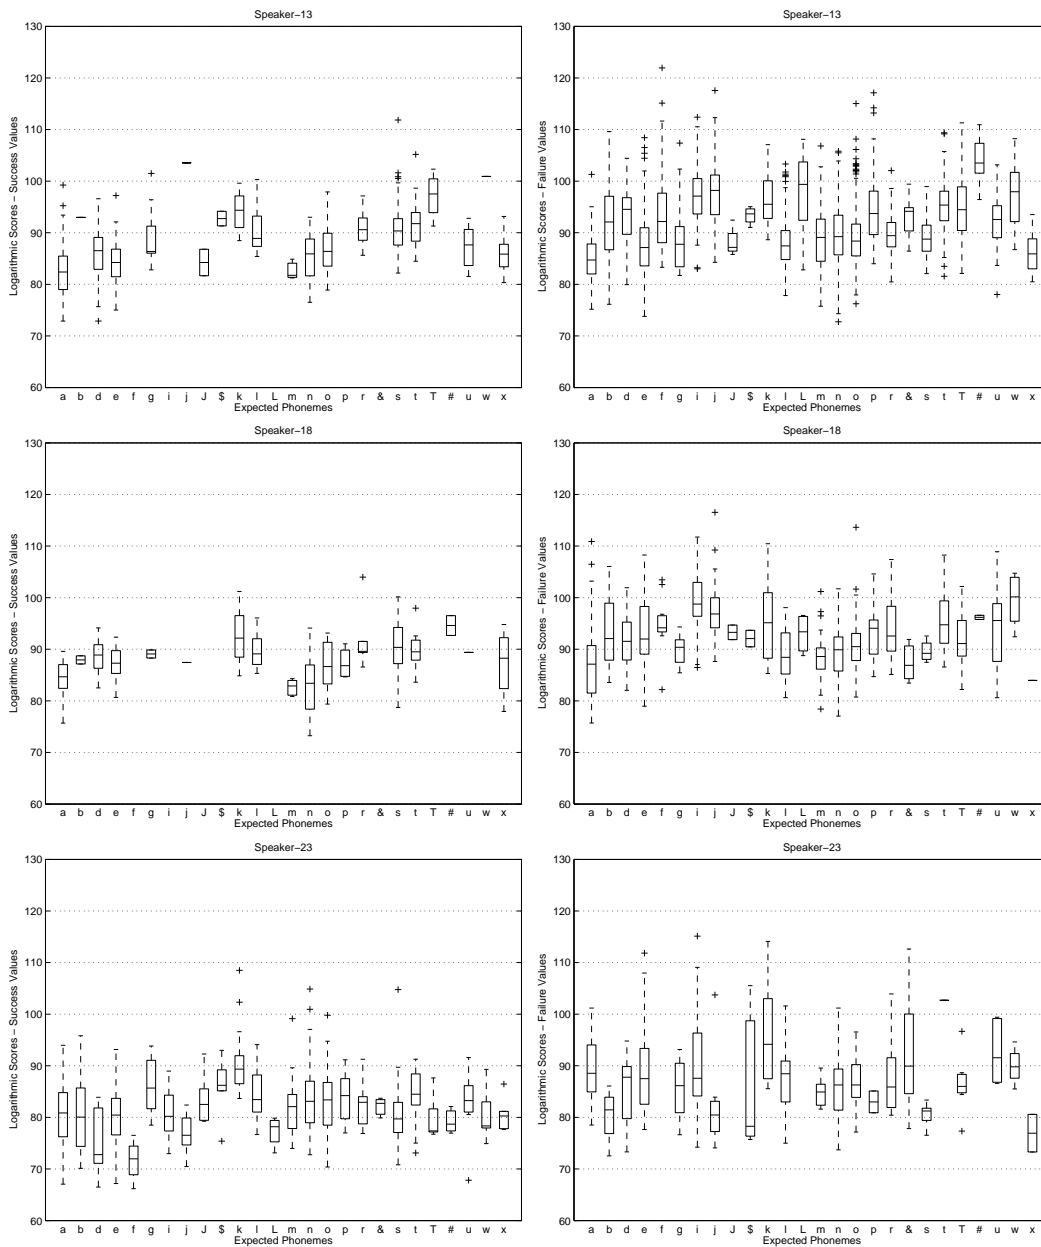 Speaker−13
130
120
110
100
90
80
70
60
Logarithmic Scores − Success Values
a b d e f g i j J $ k l L m n o p r & s t T # u w x
Expected Phonemes
Speaker−13
130
120
110
100
90
80
70
60
Logarithmic Scores − Failure Values
a b d e f g i j J $ k l L m n o p r & s t T # u w x
Expected Phonemes
Speaker−18
130
120
110
100
90
80
70
60
Logarithmic Scores − Success Values
a b d e f g i j J $ k l L m n o p r & s t T # u w x
Expected Phonemes
Speaker−18
130
120
110
100
90
80
70
60
Logarithmic Scores − Failure Values
a b d e f g i j J $ k l L m n o p r & s t T # u w x
Expected Phonemes
Speaker−23
130
120
110
100
90
80
70
60
Logarithmic Scores − Success Values
a b d e f g i j J $ k l L m n o p r & s t T # u w x
Expected Phonemes
Speaker−23
130
120
110
100
90
80
70
60
Logarithmic Scores − Failure Values
a b d e f g i j J $ k l L m n o p r & s t T # u w x
Expected Phonemes